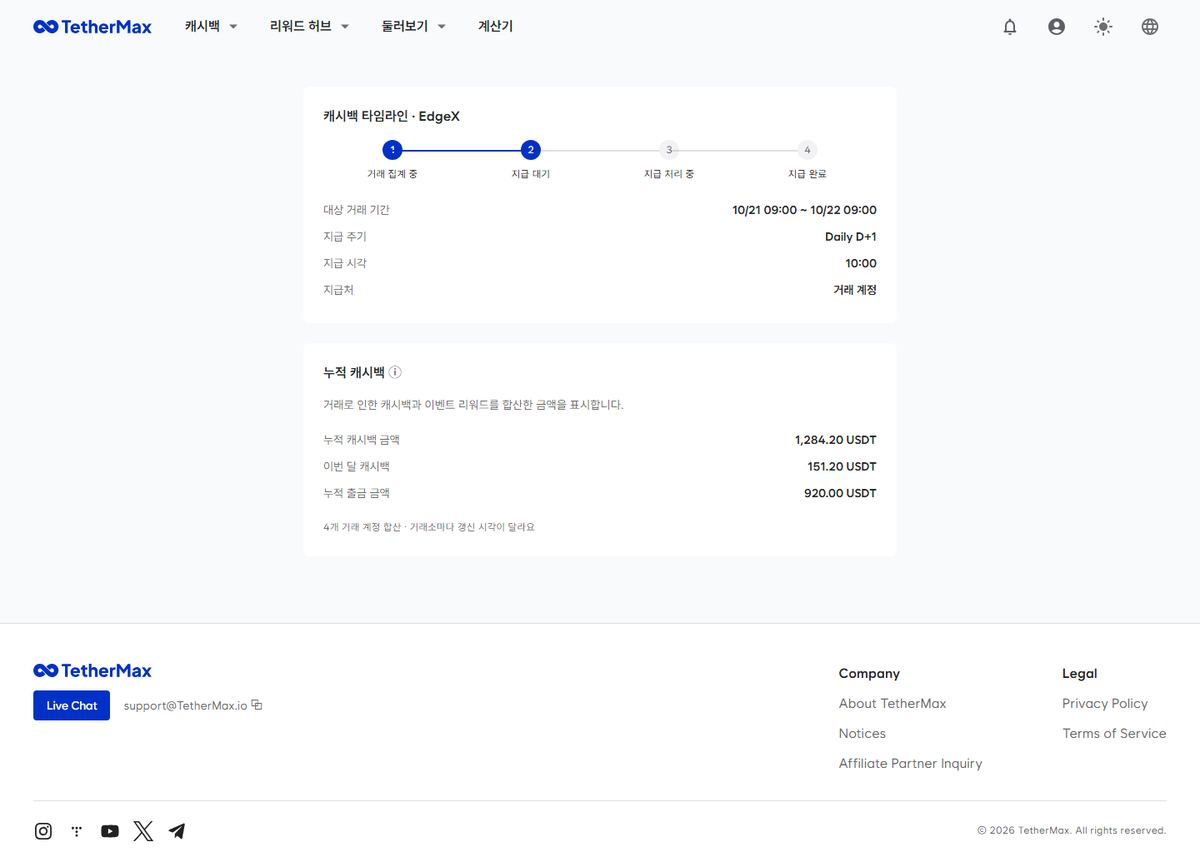 TetherMax 캐시백 리워드 허브 둘러보기 계산기
캐시백 타임라인 · EdgeX
1 2 3 4
거래 집계 중 지급 대기 지급 처리 중 지급 완료
대상 거래 기간 10/21 09:00 ~ 10/22 09:00
지급 주기 Daily D+1
지급 시각 10:00
지급처 거래 계정
누적 캐시백
거래로 인한 캐시백과 이벤트 리워드를 합산한 금액을 표시합니다.
누적 캐시백 금액 1,284.20 USDT
이번 달 캐시백 151.20 USDT
누적 출금 금액 920.00 USDT
4개 거래 계정 합산 · 거래소마다 갱신 시각이 달라요
TetherMax
Live Chat support@TetherMax.io
Company
About TetherMax
Notices
Affiliate Partner Inquiry
Legal
Privacy Policy
Terms of Service
© 2026 TetherMax. All rights reserved.